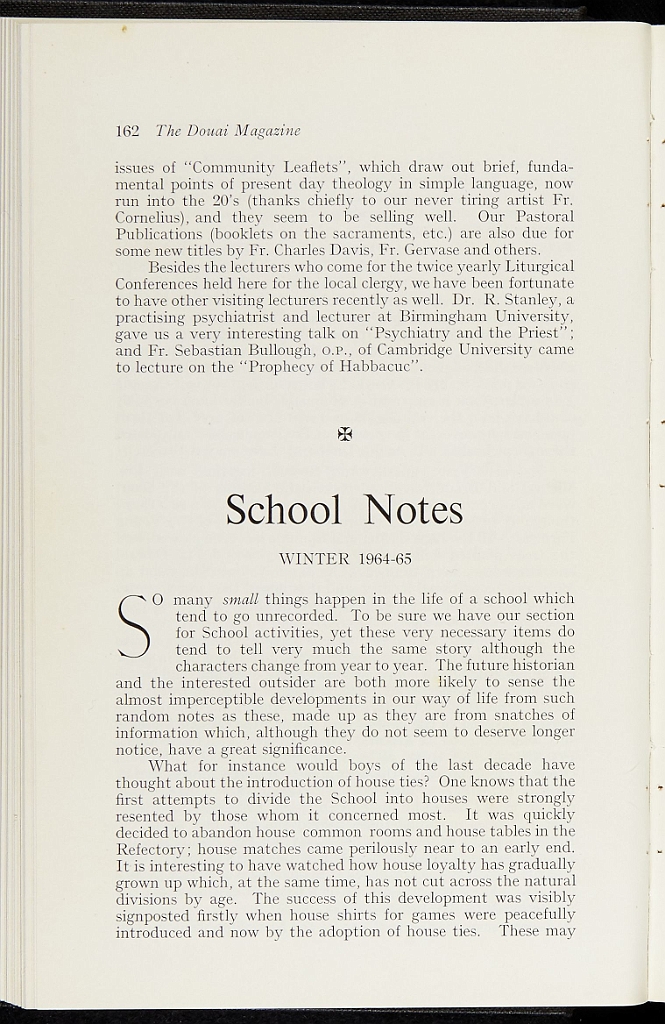 162 The Douai Magazine
issues of "Community Leaflets", which draw out brief, funda-
mental points of present day theology in simple language, now
run into the 20's (thanks chiefly to our never tiring artist Fr.
Cornelius), and they seem to be selling well. Our Pastoral
Publications (booklets on the sacraments, etc.) are also due for
some new titles by Fr. Charles Davis, Fr. Gervase and others.
Besides the lecturers who come for the twice yearly Liturgical
Conferences held here for the local clergy, we have been fortunate
to have other visiting lecturers recently as well. Dr. R. Stanley, a
practising psychiatrist and lecturer at Birmingham University,
gave us a very interesting talk on "Psychiatry and the Priest";
and Fr. Sebastian Bullough, O.P., of Cambridge University came
to lecture on the "Prophecy of Habbacuc".
✠
School Notes
WINTER 1964-65
SO many small things happen in the life of a school which
tend to go unrecorded. To be sure we have our section
for School activities, yet these very necessary items do
tend to tell very much the same story although the
characters change from year to year. The future historian
and the interested outsider are both more likely to sense the
almost imperceptible developments in our way of life from such
random notes as these, made up as they are from snatches of
information which, although they do not seem to deserve longer
notice, have a great significance.
What for instance would boys of the last decade have
thought about the introduction of house ties? One knows that the
first attempts to divide the School into houses were strongly
resented by those whom it concerned most. It was quickly
decided to abandon house common rooms and house tables in the
Refectory; house matches came perilously near to an early end.
It is interesting to have watched how house loyalty has gradually
grown up which, at the same time, has not cut across the natural
divisions by age. The success of this development was visibly
signposted firstly when house shirts for games were peacefully
introduced and now by the adoption of house ties. These may